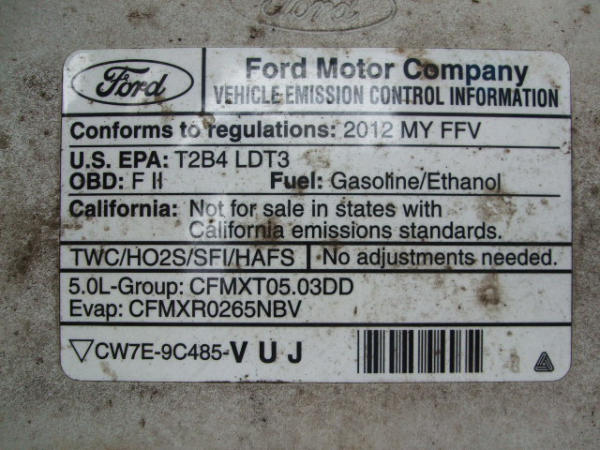 Ford
Ford
Ford Motor Company
VEHICLE EMISSION CONTROL INFORMATION
Conforms to regulations: 2012 MY FFV
U.S. EPA: T2B4 LDT3
OBD: F II Fuel: Gasoline/Ethanol
California: Not for sale in states with
California emissions standards.
TWC/HO2S/SFI/HAFS No adjustments needed.
5.0L-Group: CFMXT05.03DD
Evap: CFMXR0265NBV
CW7E-9C485-VUJ